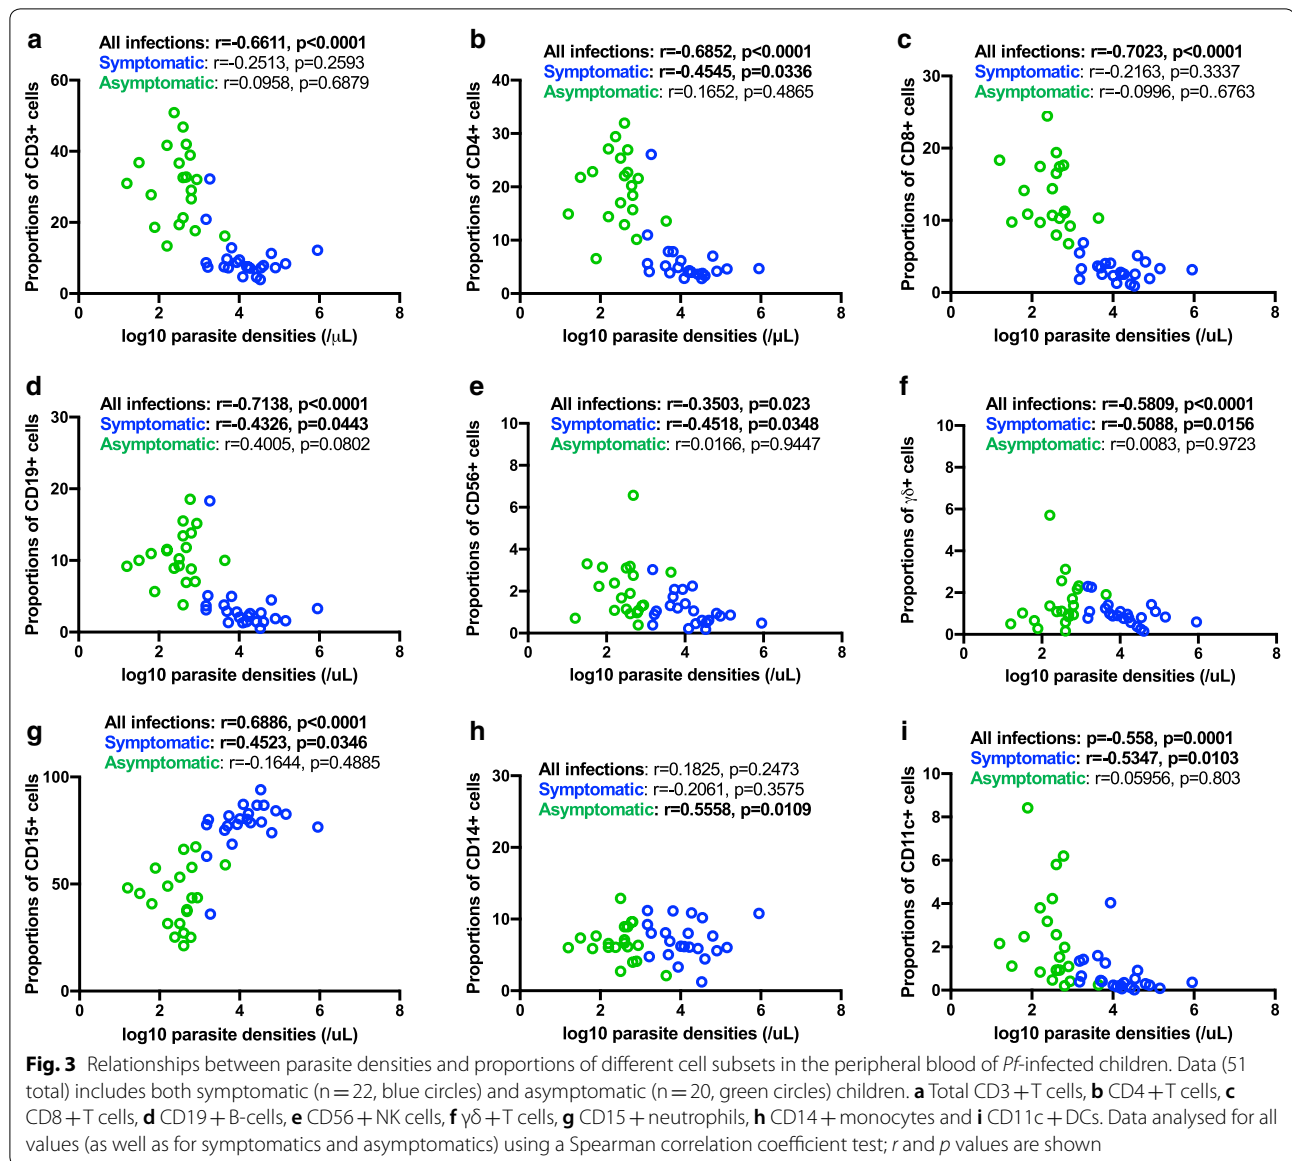 a
All infections: r=-0.6611, p<0.0001
Symptomatic: r=-0.2513, p=0.2593
Asymptomatic: r=0.0958, p=0.6879
Proportions of CD3+ cells
60
40
20
0
0 2 4 6 8
log10 parasite densities (/μL)
b
All infections: r=-0.6852, p<0.0001
Symptomatic: r=-0.4545, p=0.0336
Asymptomatic: r=0.1652, p=0.4865
Proportions of CD4+ cells
40
30
20
10
0
0 2 4 6 8
log10 parasite densities (/μL)
c
All infections: r=-0.7023, p<0.0001
Symptomatic: r=-0.2163, p=0.3337
Asymptomatic: r=-0.0996, p=0..6763
Proportions of CD8+ cells
30
20
10
0
0 2 4 6 8
log10 parasite densities (/uL)
d
All infections: r=-0.7138, p<0.0001
Symptomatic: r=-0.4326, p=0.0443
Asymptomatic: r=0.4005, p=0.0802
Proportions of CD19+ cells
30
20
10
0
0 2 4 6 8
log10 parasite densities (/uL)
e
All infections: r=-0.3503, p=0.023
Symptomatic: r=-0.4518, p=0.0348
Asymptomatic: r=0.0166, p=0.9447
Proportions of CD56+ cells
10
8
6
4
2
0
0 2 4 6 8
log10 parasite densities (/uL)
f
All infections: r=-0.5809, p<0.0001
Symptomatic: r=-0.5088, p=0.0156
Asymptomatic: r=0.0083, p=0.9723
Proportions of γδ+ cells
10
8
6
4
2
0
0 2 4 6 8
log10 parasite densities (/uL)
g
All infections: r=0.6886, p<0.0001
Symptomatic: r=0.4523, p=0.0346
Asymptomatic: r=-0.1644, p=0.4885
Proportions of CD15+ cells
100
50
0
0 2 4 6 8
log10 parasite densities (/uL)
h
All infections: r=0.1825, p=0.2473
Symptomatic: r=-0.2061, p=0.3575
Asymptomatic: r=0.5558, p=0.0109
Proportions of CD14+ cells
30
20
10
0
0 2 4 6 8
log10 parasite densities (/uL)
i
All infections: p=-0.558, p=0.0001
Symptomatic: r=-0.5347, p=0.0103
Asymptomatic: r=0.05956, p=0.803
Proportions of CD11c+ cells
10
8
6
4
2
0
0 2 4 6 8
log10 parasite densities (/uL)
Fig. 3 Relationships between parasite densities and proportions of different cell subsets in the peripheral blood of Pf-infected children. Data (51
total) includes both symptomatic (n = 22, blue circles) and asymptomatic (n = 20, green circles) children. a Total CD3 + T cells, b CD4 + T cells, c
CD8 + T cells, d CD19 + B-cells, e CD56 + NK cells, f γδ + T cells, g CD15 + neutrophils, h CD14 + monocytes and i CD11c + DCs. Data analysed for all
values (as well as for symptomatics and asymptomatics) using a Spearman correlation coefficient test; r and p values are shown